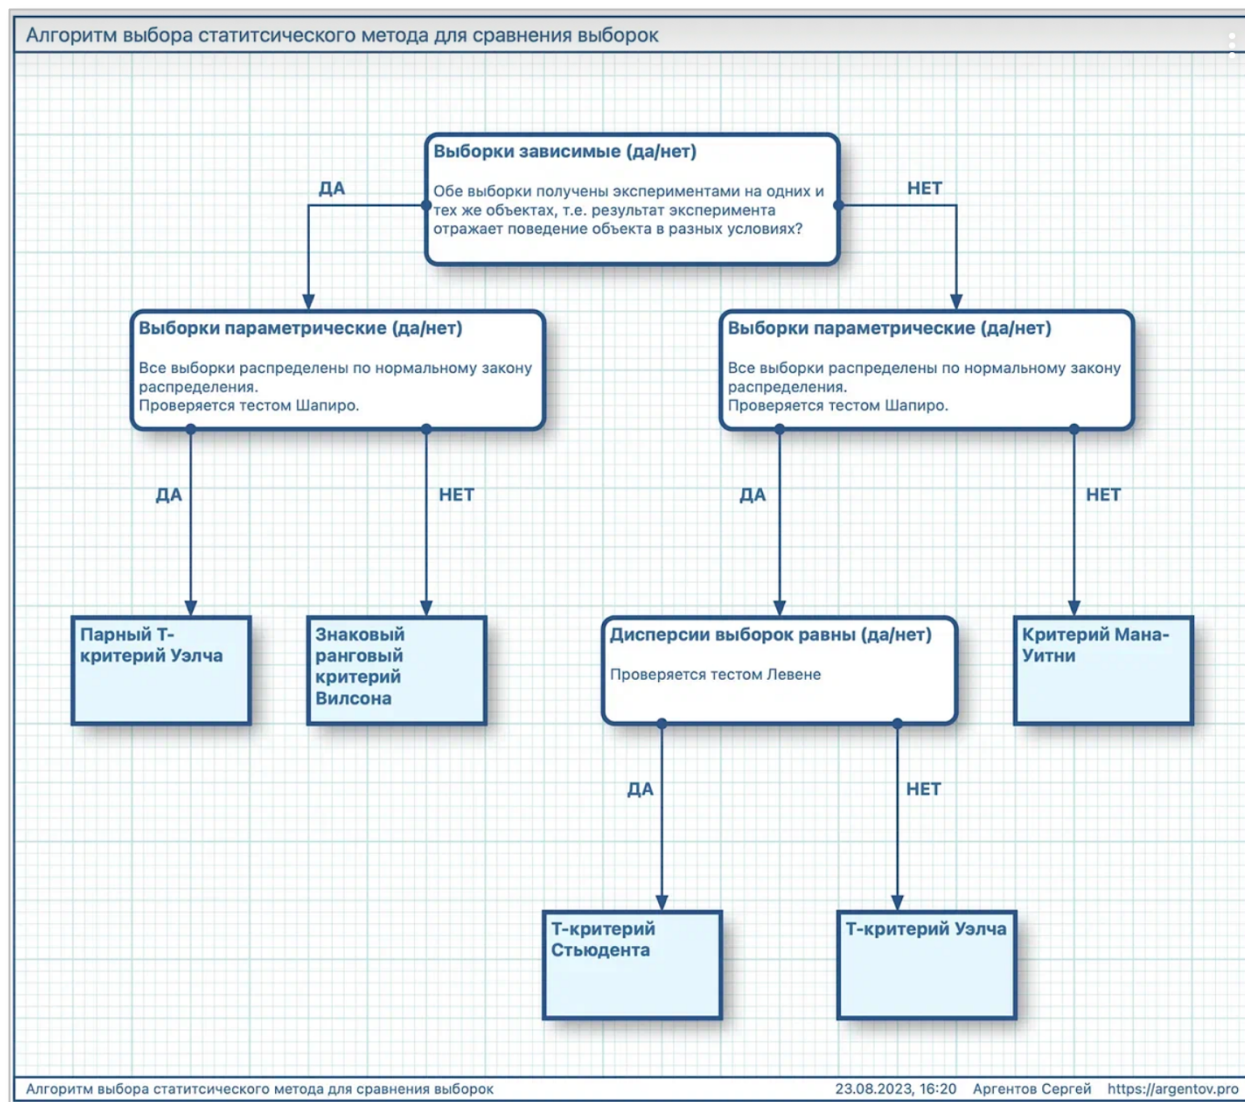 Алгоритм выбора статитсического метода для сравнения выборок
Выборки зависимые (да/нет)
Обе выборки получены экспериментами на одних и
тех же объектах, т.е. результат эксперимента
отражает поведение объекта в разных условиях?
ДА
НЕТ
Выборки параметрические (да/нет)
Все выборки распределены по нормальному закону
распределения.
Проверяется тестом Шапиро.
Выборки параметрические (да/нет)
Все выборки распределены по нормальному закону
распределения.
Проверяется тестом Шапиро.
ДА
НЕТ
ДА
НЕТ
Парный Т-
критерий Уэлча
Знаковый
ранговый
критерий
Вилсона
Дисперсии выборок равны (да/нет)
Проверяется тестом Левене
Критерий Мана-
Уитни
ДА
НЕТ
Т-критерий
Стьюдента
Т-критерий Уэлча
Алгоритм выбора статитсического метода для сравнения выборок
23.08.2023, 16:20 Аргентов Сергей https://argentov.pro